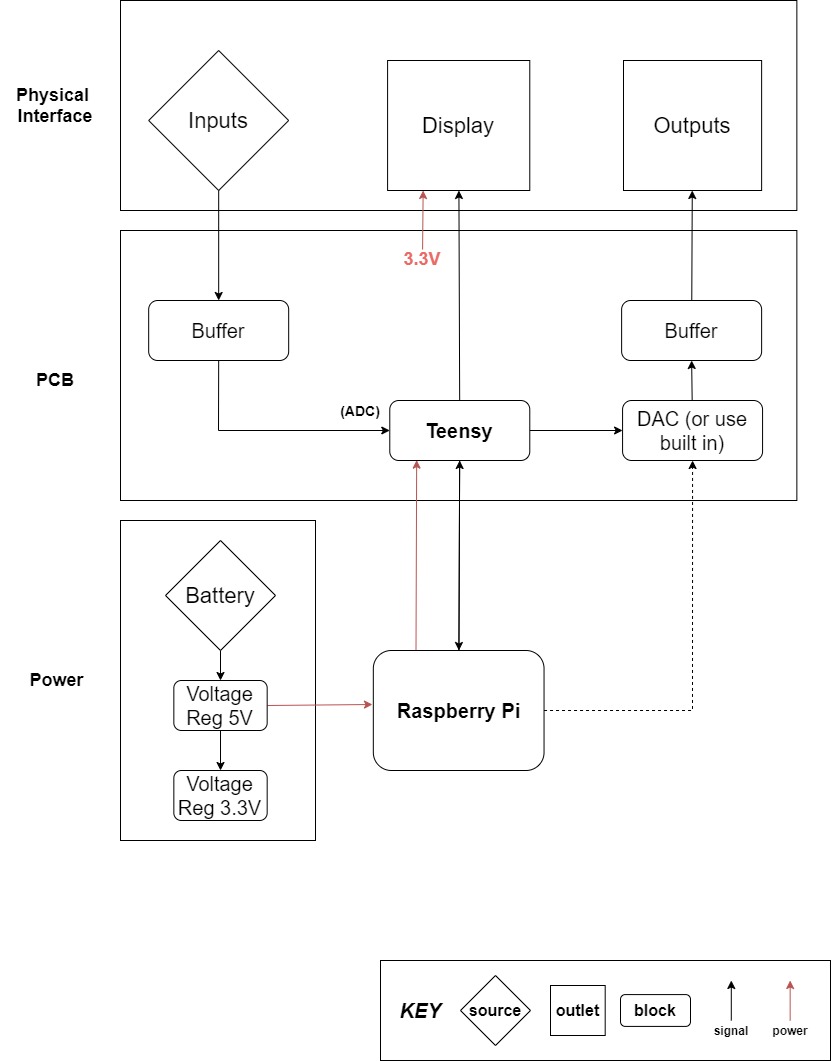 Physical
Interface
Inputs
Display
Outputs
3.3V
PCB
Buffer
Buffer
(ADC)
Teensy
DAC (or use
built in)
Power
Battery
Voltage
Reg 5V
Raspberry Pi
Voltage
Reg 3.3V
KEY
source
outlet
block
signal
power